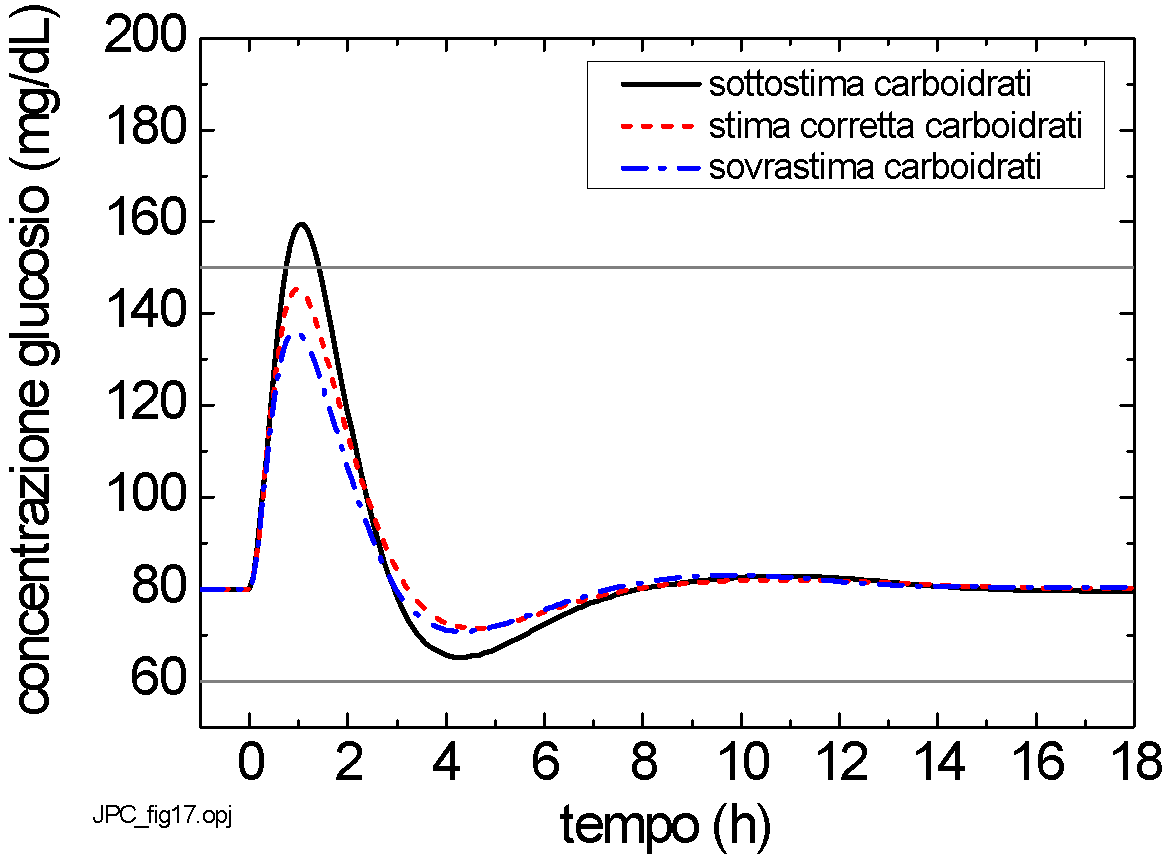 200
180
160
140
120
100
80
60
concentrazione glucosio (mg/dL)
sottostima carboidrati
stima corretta carboidrati
sovrastima carboidrati
0 2 4 6 8 10 12 14 16 18
tempo (h)
JPC_fig17.opj